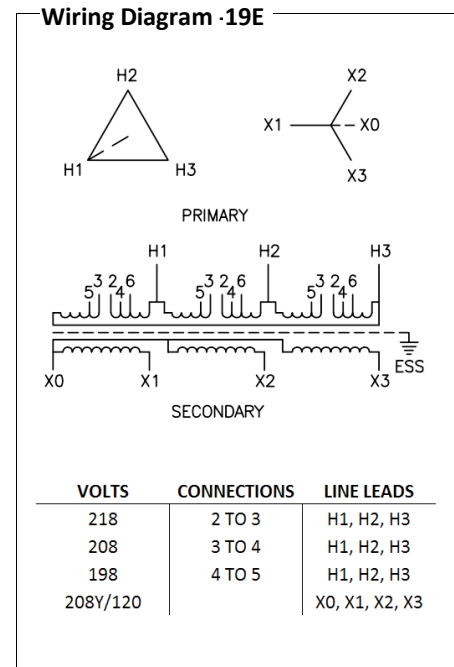 Wiring Diagram -19E
H2 X2
X1 X0
H1 H3 X3
PRIMARY
H1 H2 H3
5 3 2 4 6 5 3 2 4 6 5 3 2 4 6
ESS
X0 X1 X2 X3
SECONDARY
VOLTS CONNECTIONS LINE LEADS
218 2 TO 3 H1, H2, H3
208 3 TO 4 H1, H2, H3
198 4 TO 5 H1, H2, H3
208Y/120 X0, X1, X2, X3